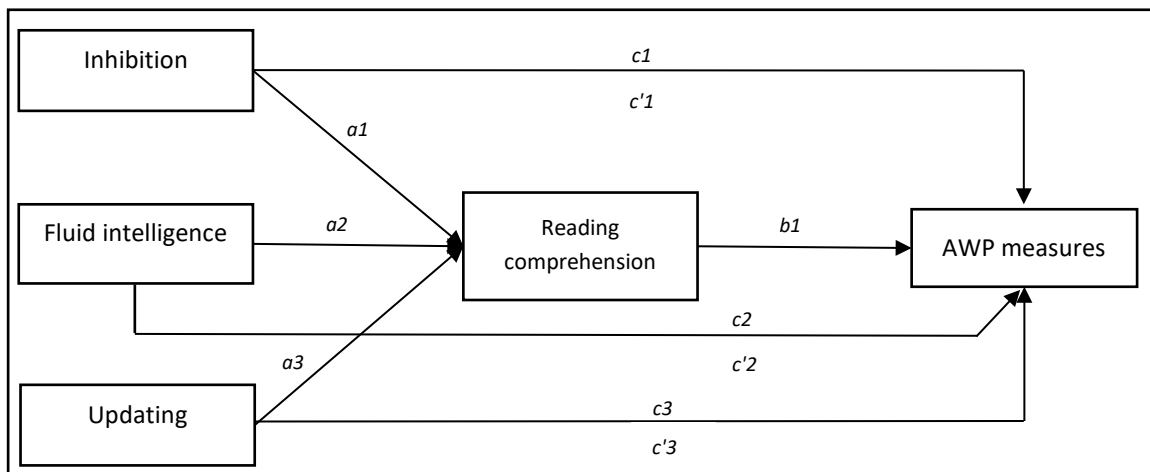 Inhibition
c1
c'1
a1
Fluid intelligence
a2
Reading
comprehension
b1
AWP measures
c2
c'2
a3
Updating
c3
c'3